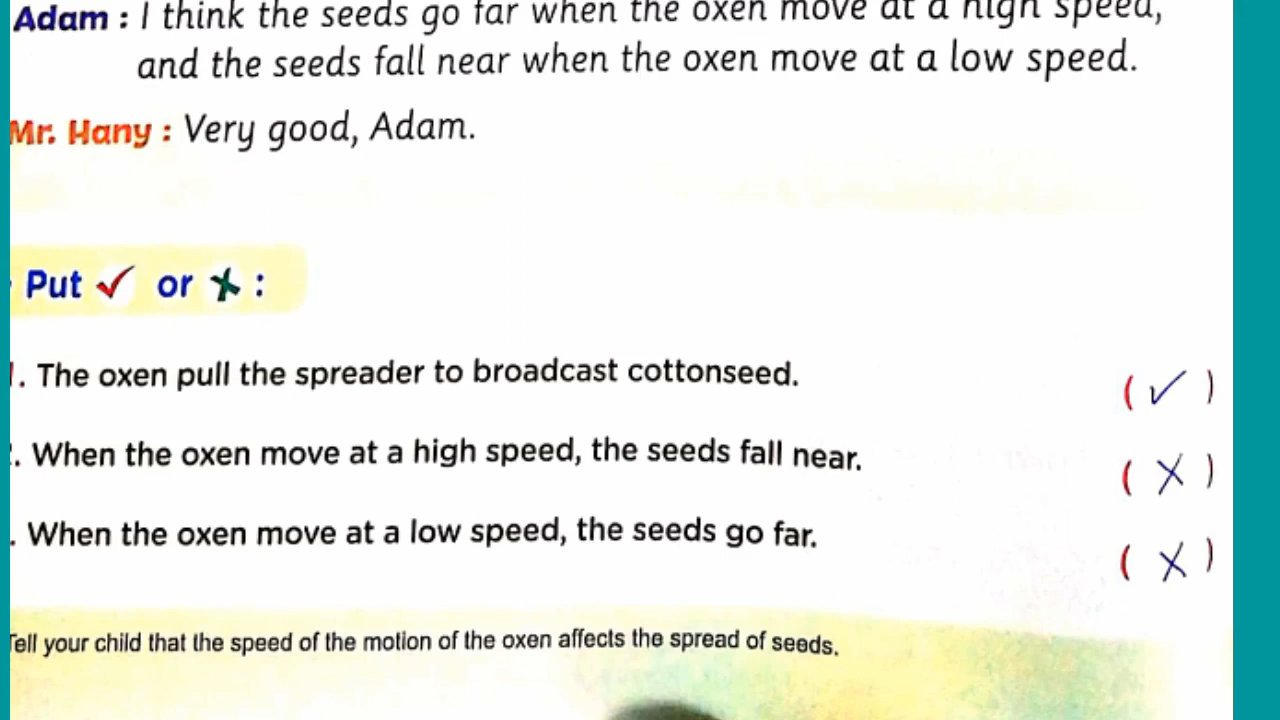 Adam : I think the seeds go far when the oxen move at a high speed,
and the seeds fall near when the oxen move at a low speed.
Mr. Hany : Very good, Adam.
Put ✓ or ✗ :
1. The oxen pull the spreader to broadcast cottonseed. ( ✓ )
. When the oxen move at a high speed, the seeds fall near. ( ✗ )
. When the oxen move at a low speed, the seeds go far. ( ✗ )
Tell your child that the speed of the motion of the oxen affects the spread of seeds.